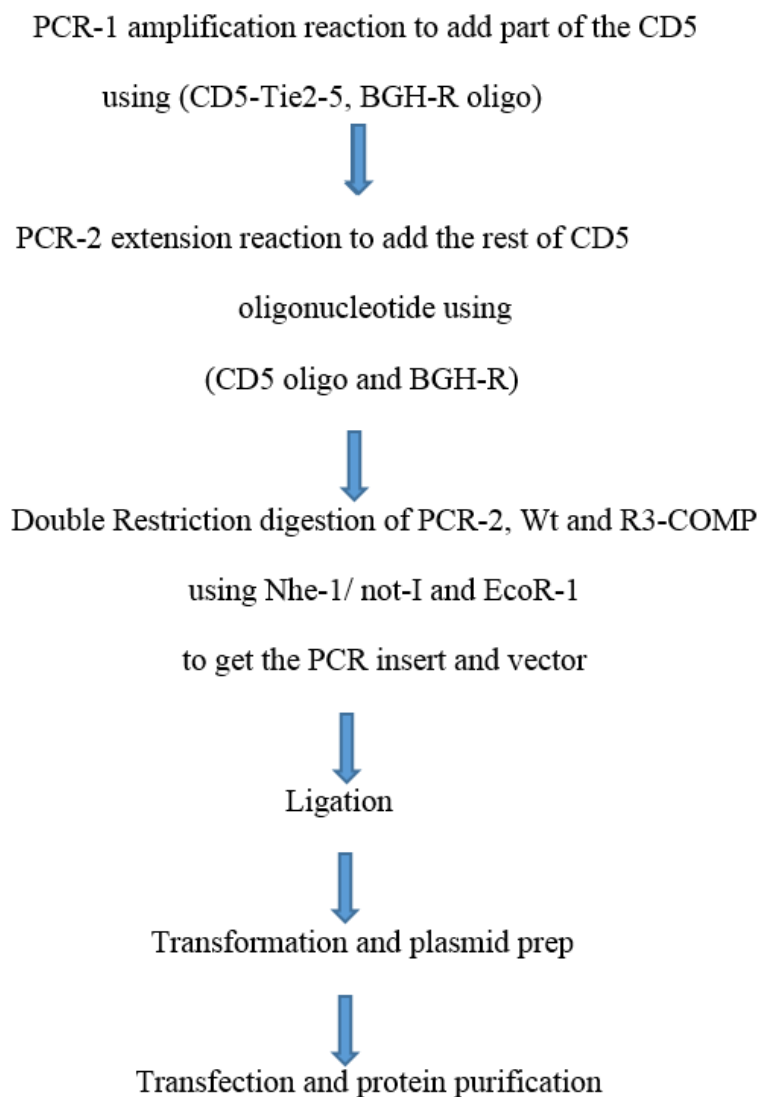 PCR-1 amplification reaction to add part of the CD5
using (CD5-Tie2-5, BGH-R oligo)
PCR-2 extension reaction to add the rest of CD5
oligonucleotide using
(CD5 oligo and BGH-R)
Double Restriction digestion of PCR-2, Wt and R3-COMP
using Nhe-1/ not-I and EcoR-1
to get the PCR insert and vector
Ligation
Transformation and plasmid prep
Transfection and protein purification